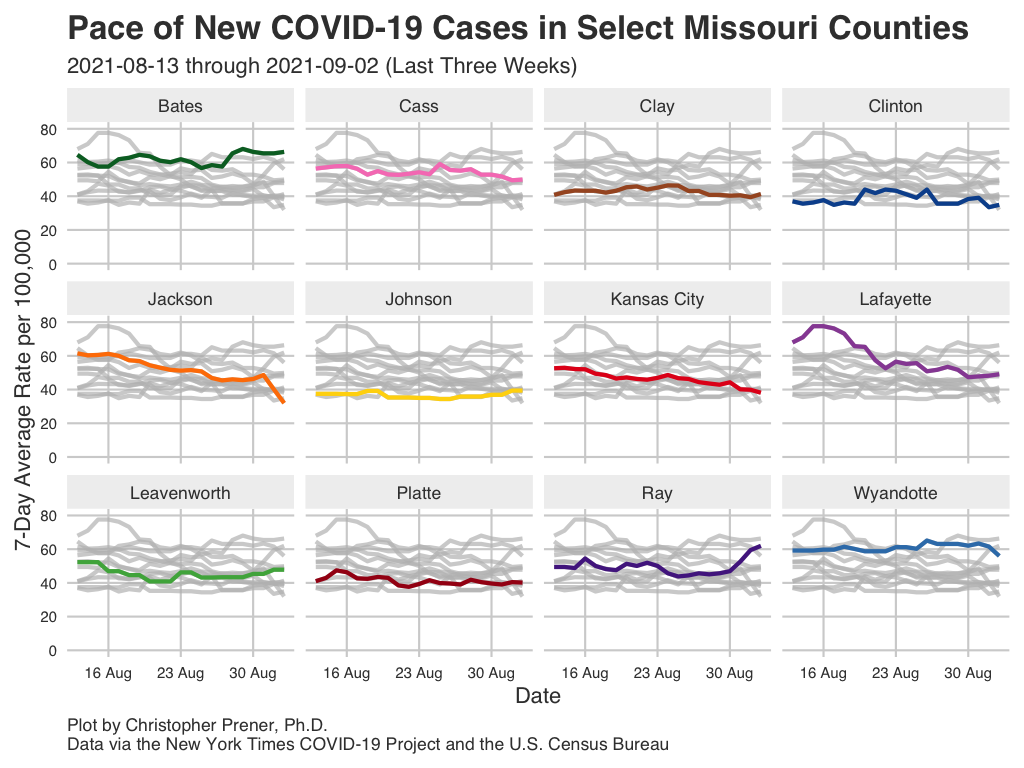 Pace of New COVID-19 Cases in Select Missouri Counties
2021-08-13 through 2021-09-02 (Last Three Weeks)
Bates
Cass
Clay
Clinton
80
60
40
20
0
Jackson
Johnson
Kansas City
Lafayette
80
60
40
20
0
7-Day Average Rate per 100,000
Leavenworth
Platte
Ray
Wyandotte
80
60
40
20
0
16 Aug 23 Aug 30 Aug
16 Aug 23 Aug 30 Aug
16 Aug 23 Aug 30 Aug
16 Aug 23 Aug 30 Aug
Date
Plot by Christopher Prener, Ph.D.
Data via the New York Times COVID-19 Project and the U.S. Census Bureau